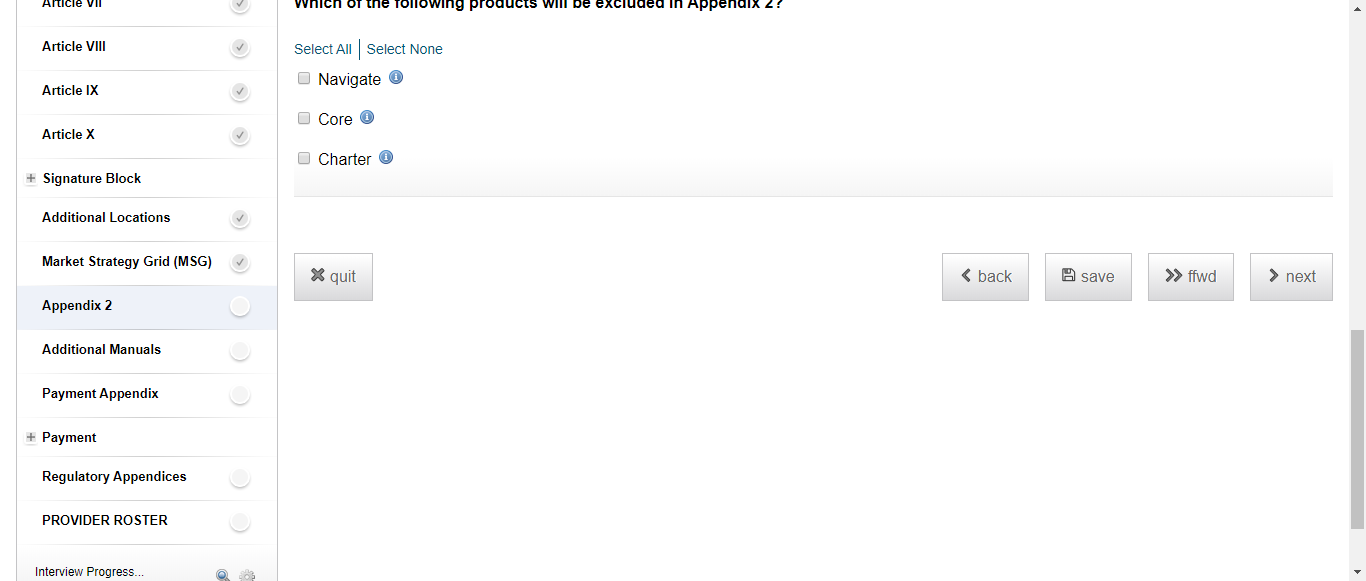 Article VII
Which of the following products will be excluded in Appendix 2?
Article VIII
Select All | Select None
Article IX
Navigate
Core
Article X
Charter
Signature Block
Additional Locations
Market Strategy Grid (MSG)
quit
back
save
ffwd
next
Appendix 2
Additional Manuals
Payment Appendix
Payment
Regulatory Appendices
PROVIDER ROSTER
Interview Progress...